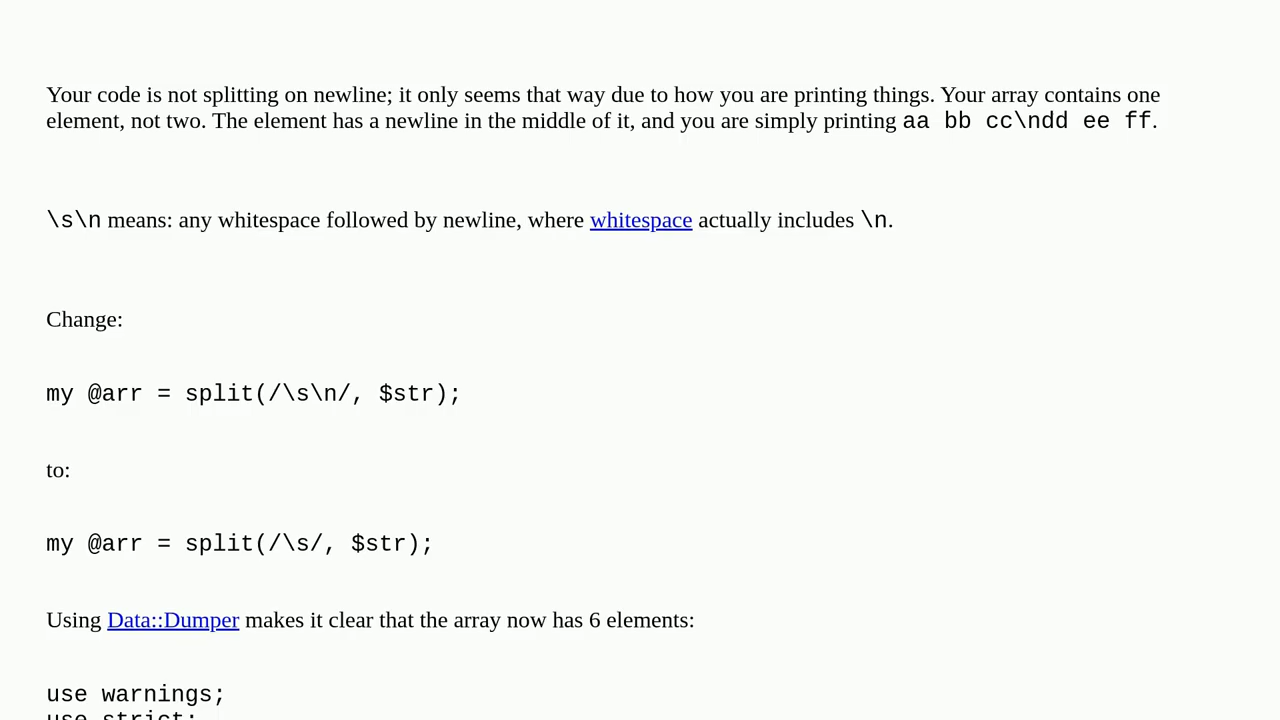 Your code is not splitting on newline; it only seems that way due to how you are printing things. Your array contains one
element, not two. The element has a newline in the middle of it, and you are simply printing aa bb cc\ndd ee ff.
\s\n means: any whitespace followed by newline, where whitespace actually includes \n.
Change:
my @arr = split(/\s\n/, $str);
to:
my @arr = split(/\s/, $str);
Using Data::Dumper makes it clear that the array now has 6 elements:
use warnings;
use strict;